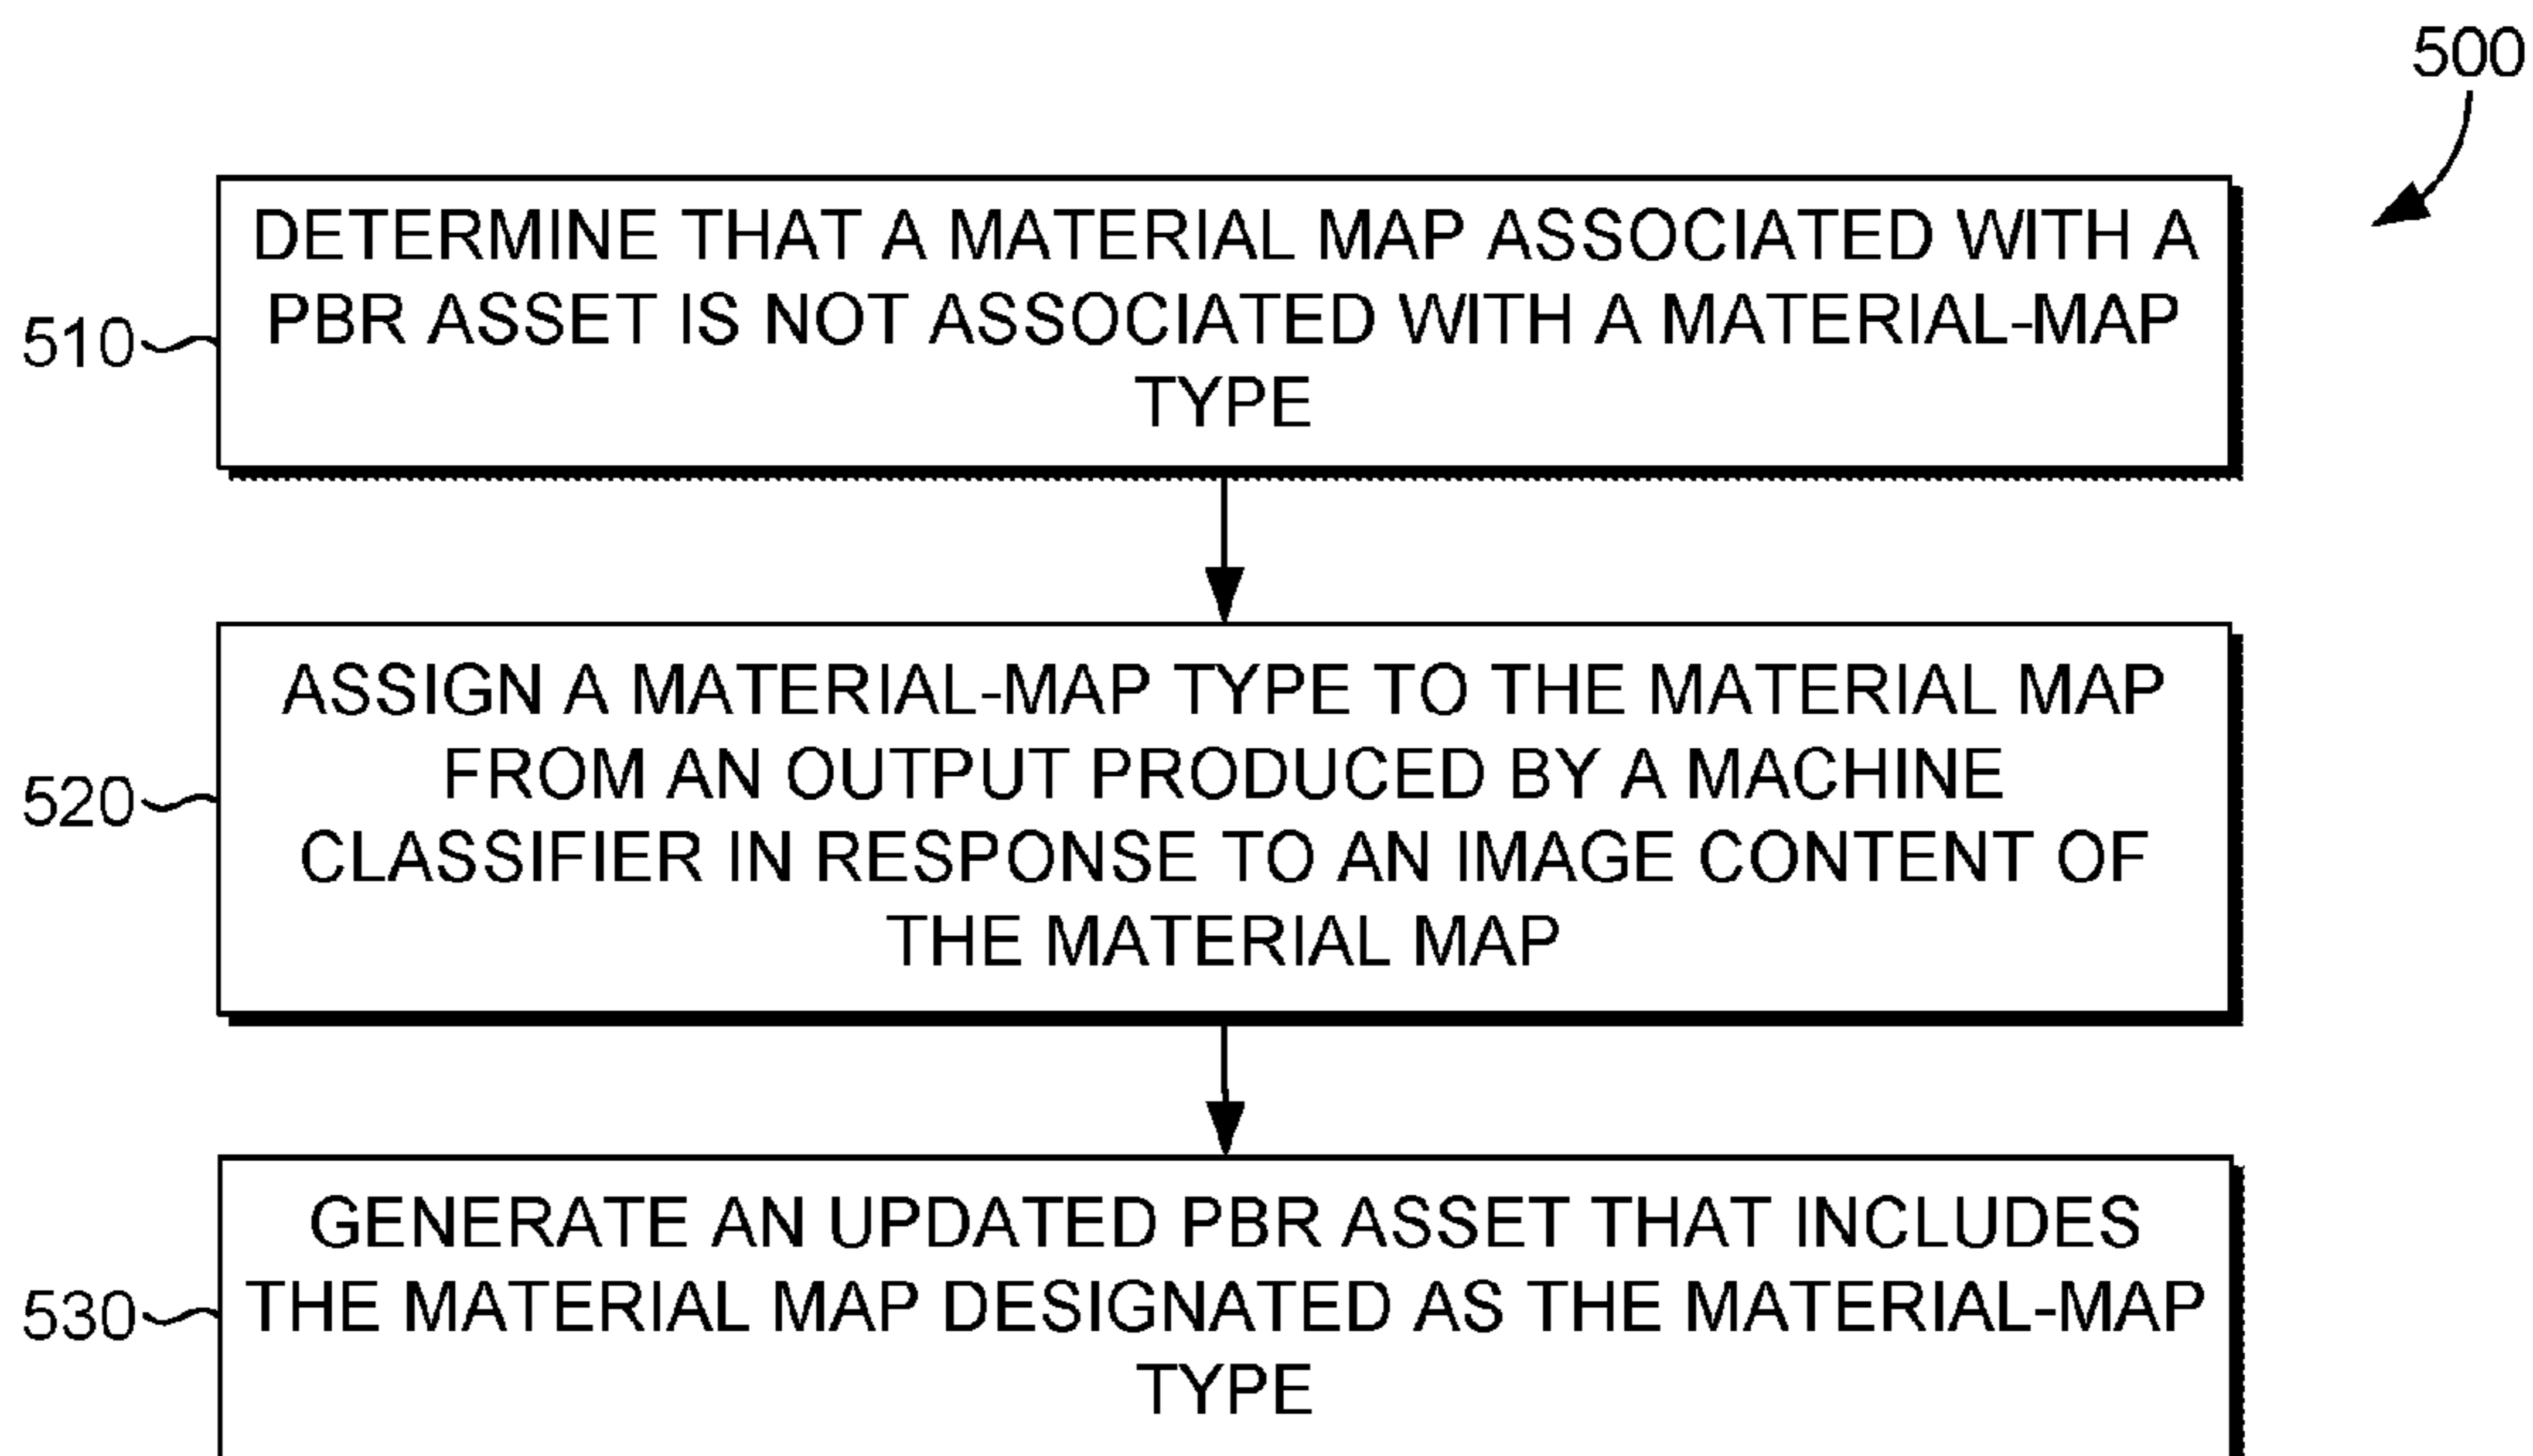 500
DETERMINE THAT A MATERIAL MAP ASSOCIATED WITH A
PBR ASSET IS NOT ASSOCIATED WITH A MATERIAL-MAP
TYPE
510
ASSIGN A MATERIAL-MAP TYPE TO THE MATERIAL MAP
FROM AN OUTPUT PRODUCED BY A MACHINE
CLASSIFIER IN RESPONSE TO AN IMAGE CONTENT OF
THE MATERIAL MAP
520
GENERATE AN UPDATED PBR ASSET THAT INCLUDES
THE MATERIAL MAP DESIGNATED AS THE MATERIAL-MAP
TYPE
530